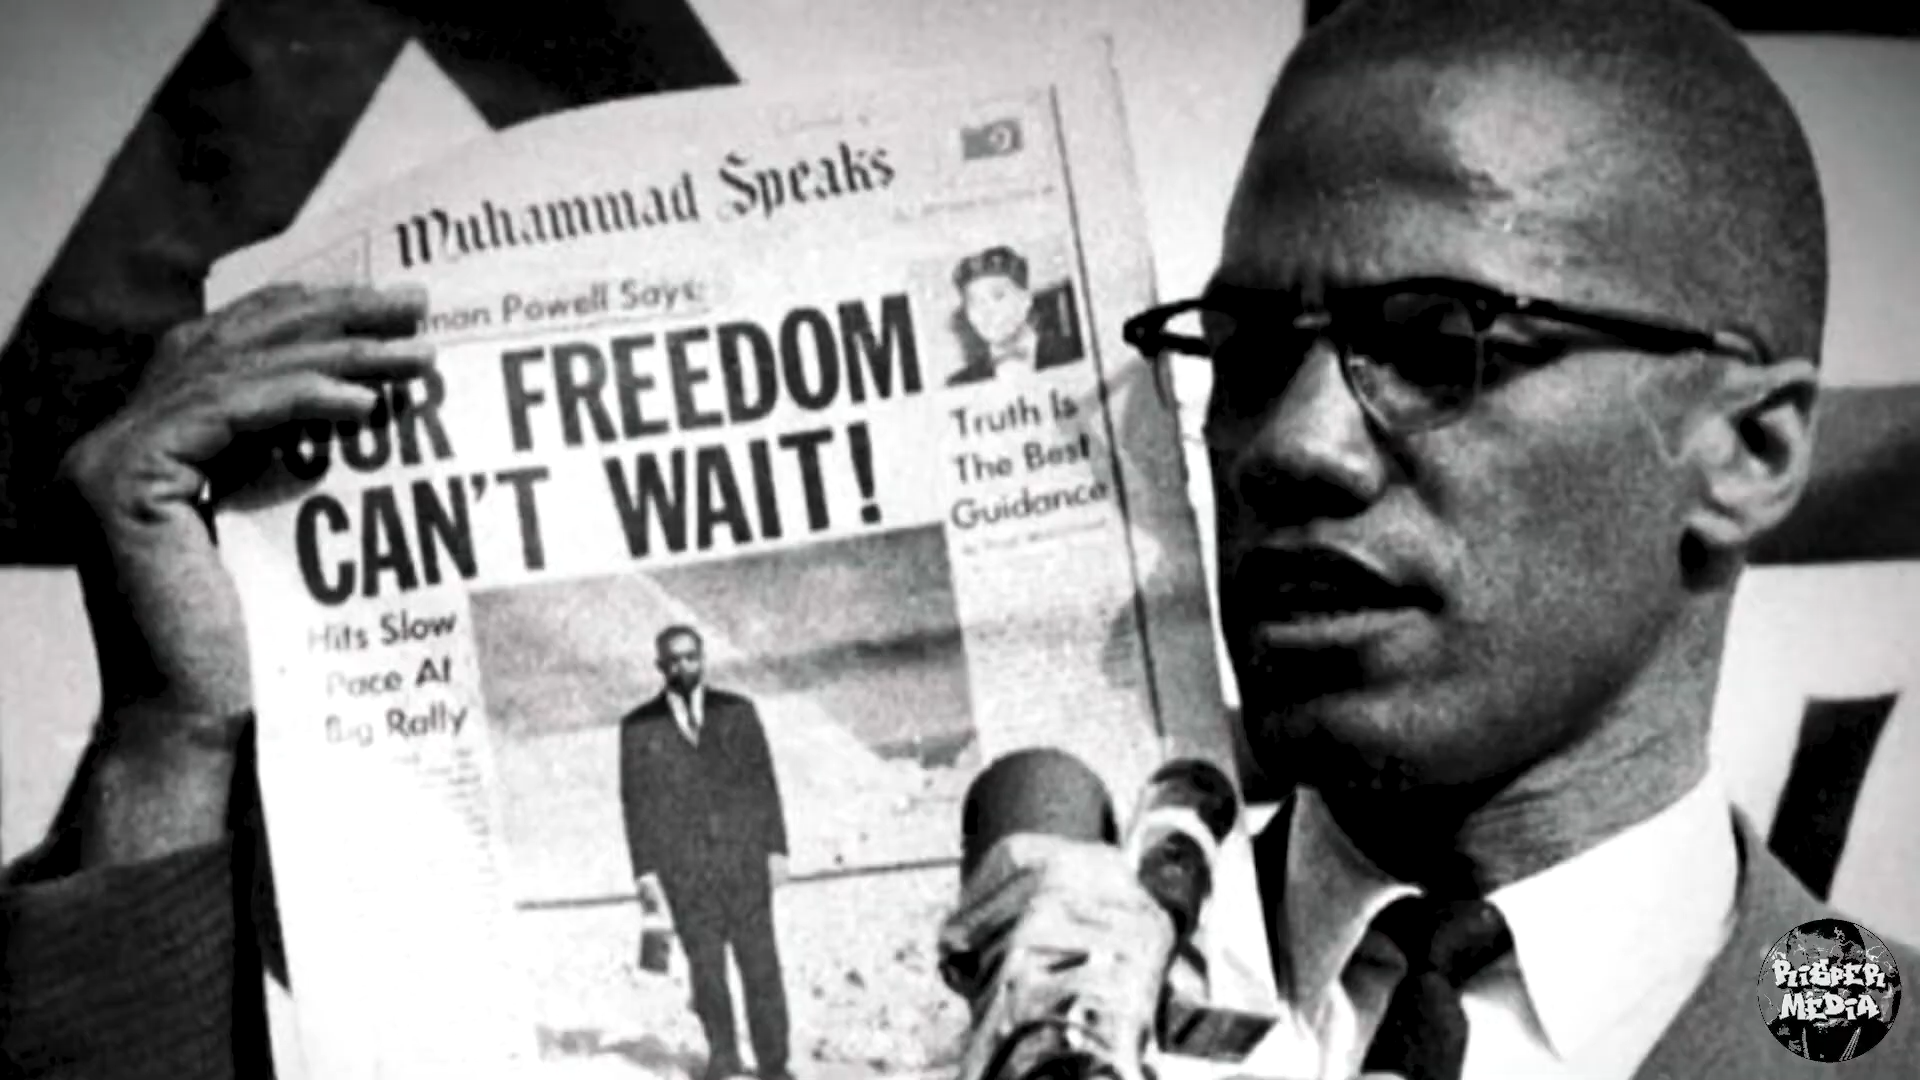 Muhammad Speaks
Powell Says:
OUR FREEDOM
CAN'T WAIT!
Truth Is
The Best
Guidance
Hits Slow
Pace At
Big Rally
MEDIA